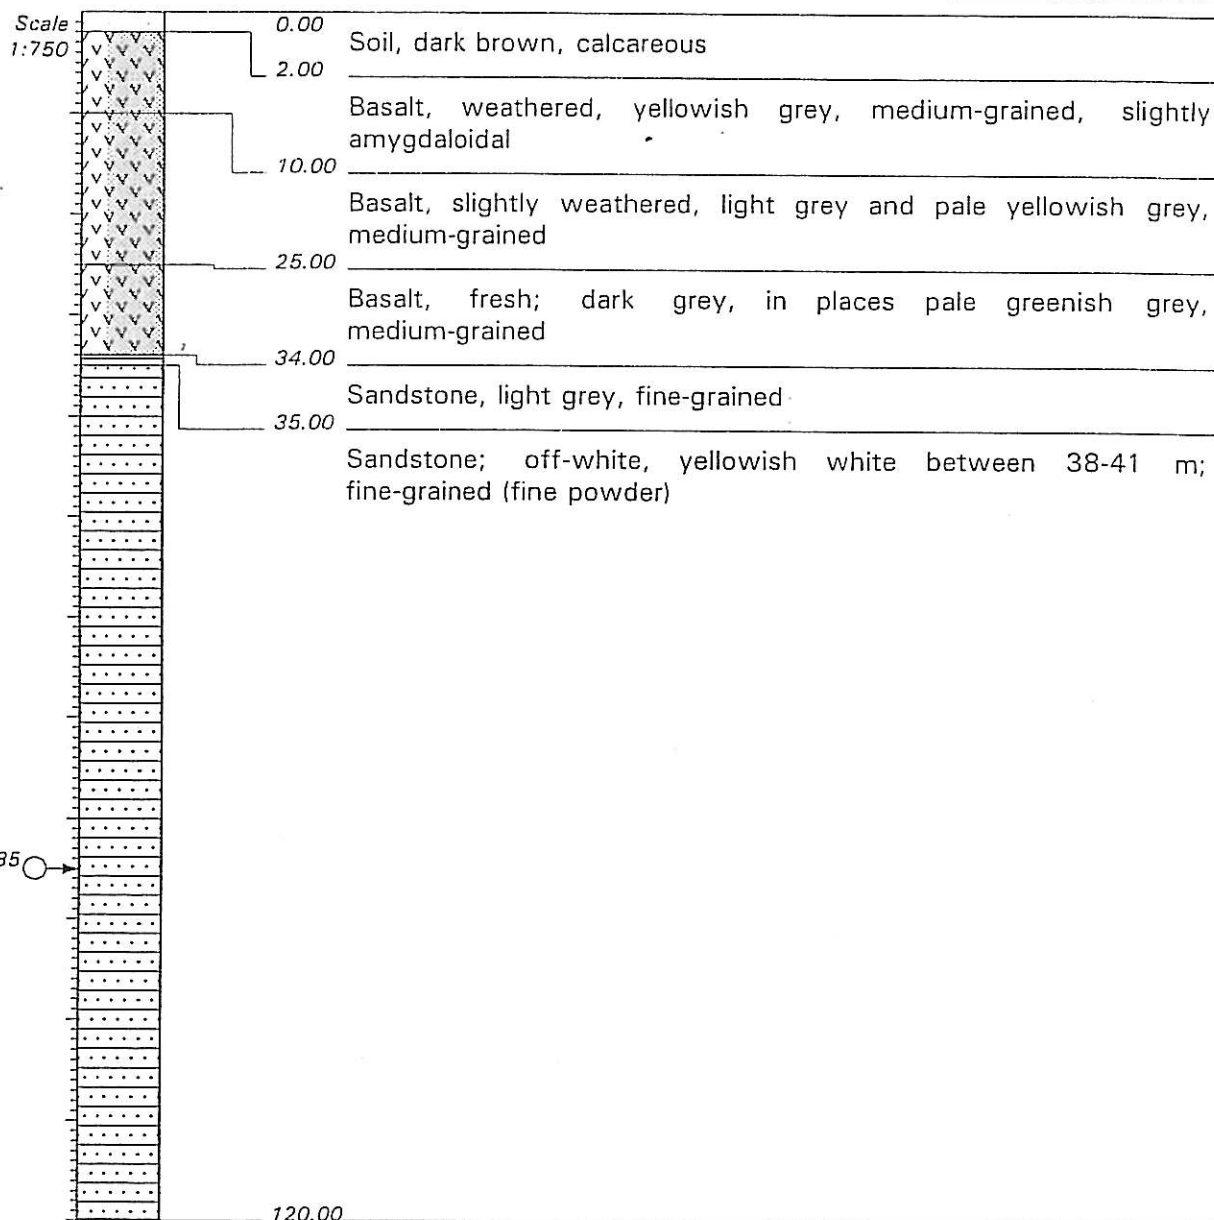 Scale
1:750
0.00
Soil, dark brown, calcareous
2.00
Basalt, weathered, yellowish grey, medium-grained, slightly
amygdaloidal
10.00
Basalt, slightly weathered, light grey and pale yellowish grey,
medium-grained
25.00
Basalt, fresh; dark grey, in places pale greenish grey,
medium-grained
34.00
Sandstone, light grey, fine-grained
35.00
Sandstone; off-white, yellowish white between 38-41 m;
fine-grained (fine powder)
85
120.00